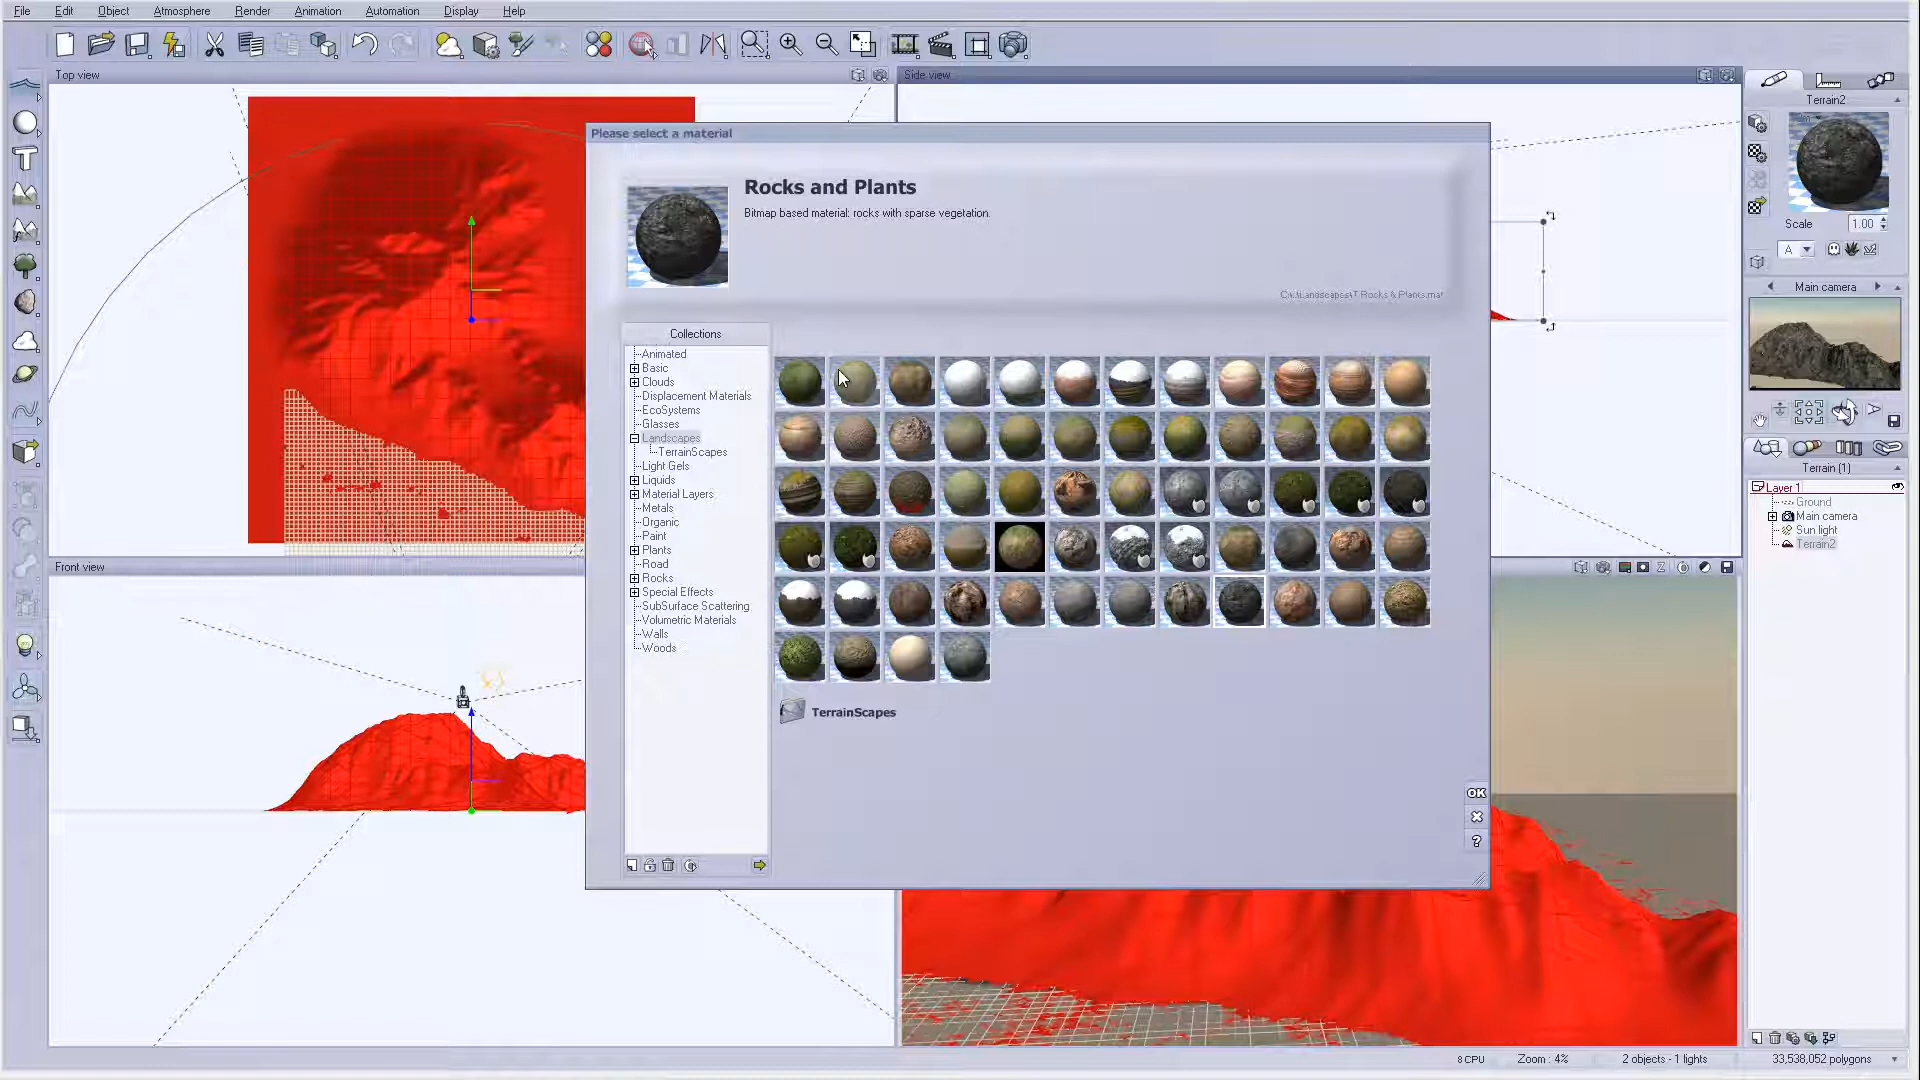 File Edit Object Atmosphere Render Animation Automation Display Help
Top view
Side view
Terrain2
Please select a material
Rocks and Plants
Bitmap based material: rocks with sparse vegetation.
Scale 1.00
A
Main camera
Collections
Animated
Basic
Clouds
Displacement Materials
EcoSystems
Glasses
Landscapes
TerrainScapes
Light Gels
Liquids
Material Layers
Metals
Organic
Paint
Plants
Road
Rocks
Special Effects
SubSurface Scattering
Volumetric Materials
Walls
Woods
TerrainScapes
OK
?
Terrain (1)
Layer 1
Ground
Main camera
Sun light
Terrain2
Front view
8 CPU Zoom : 4% 2 objects - 1 lights 33,538,052 polygons